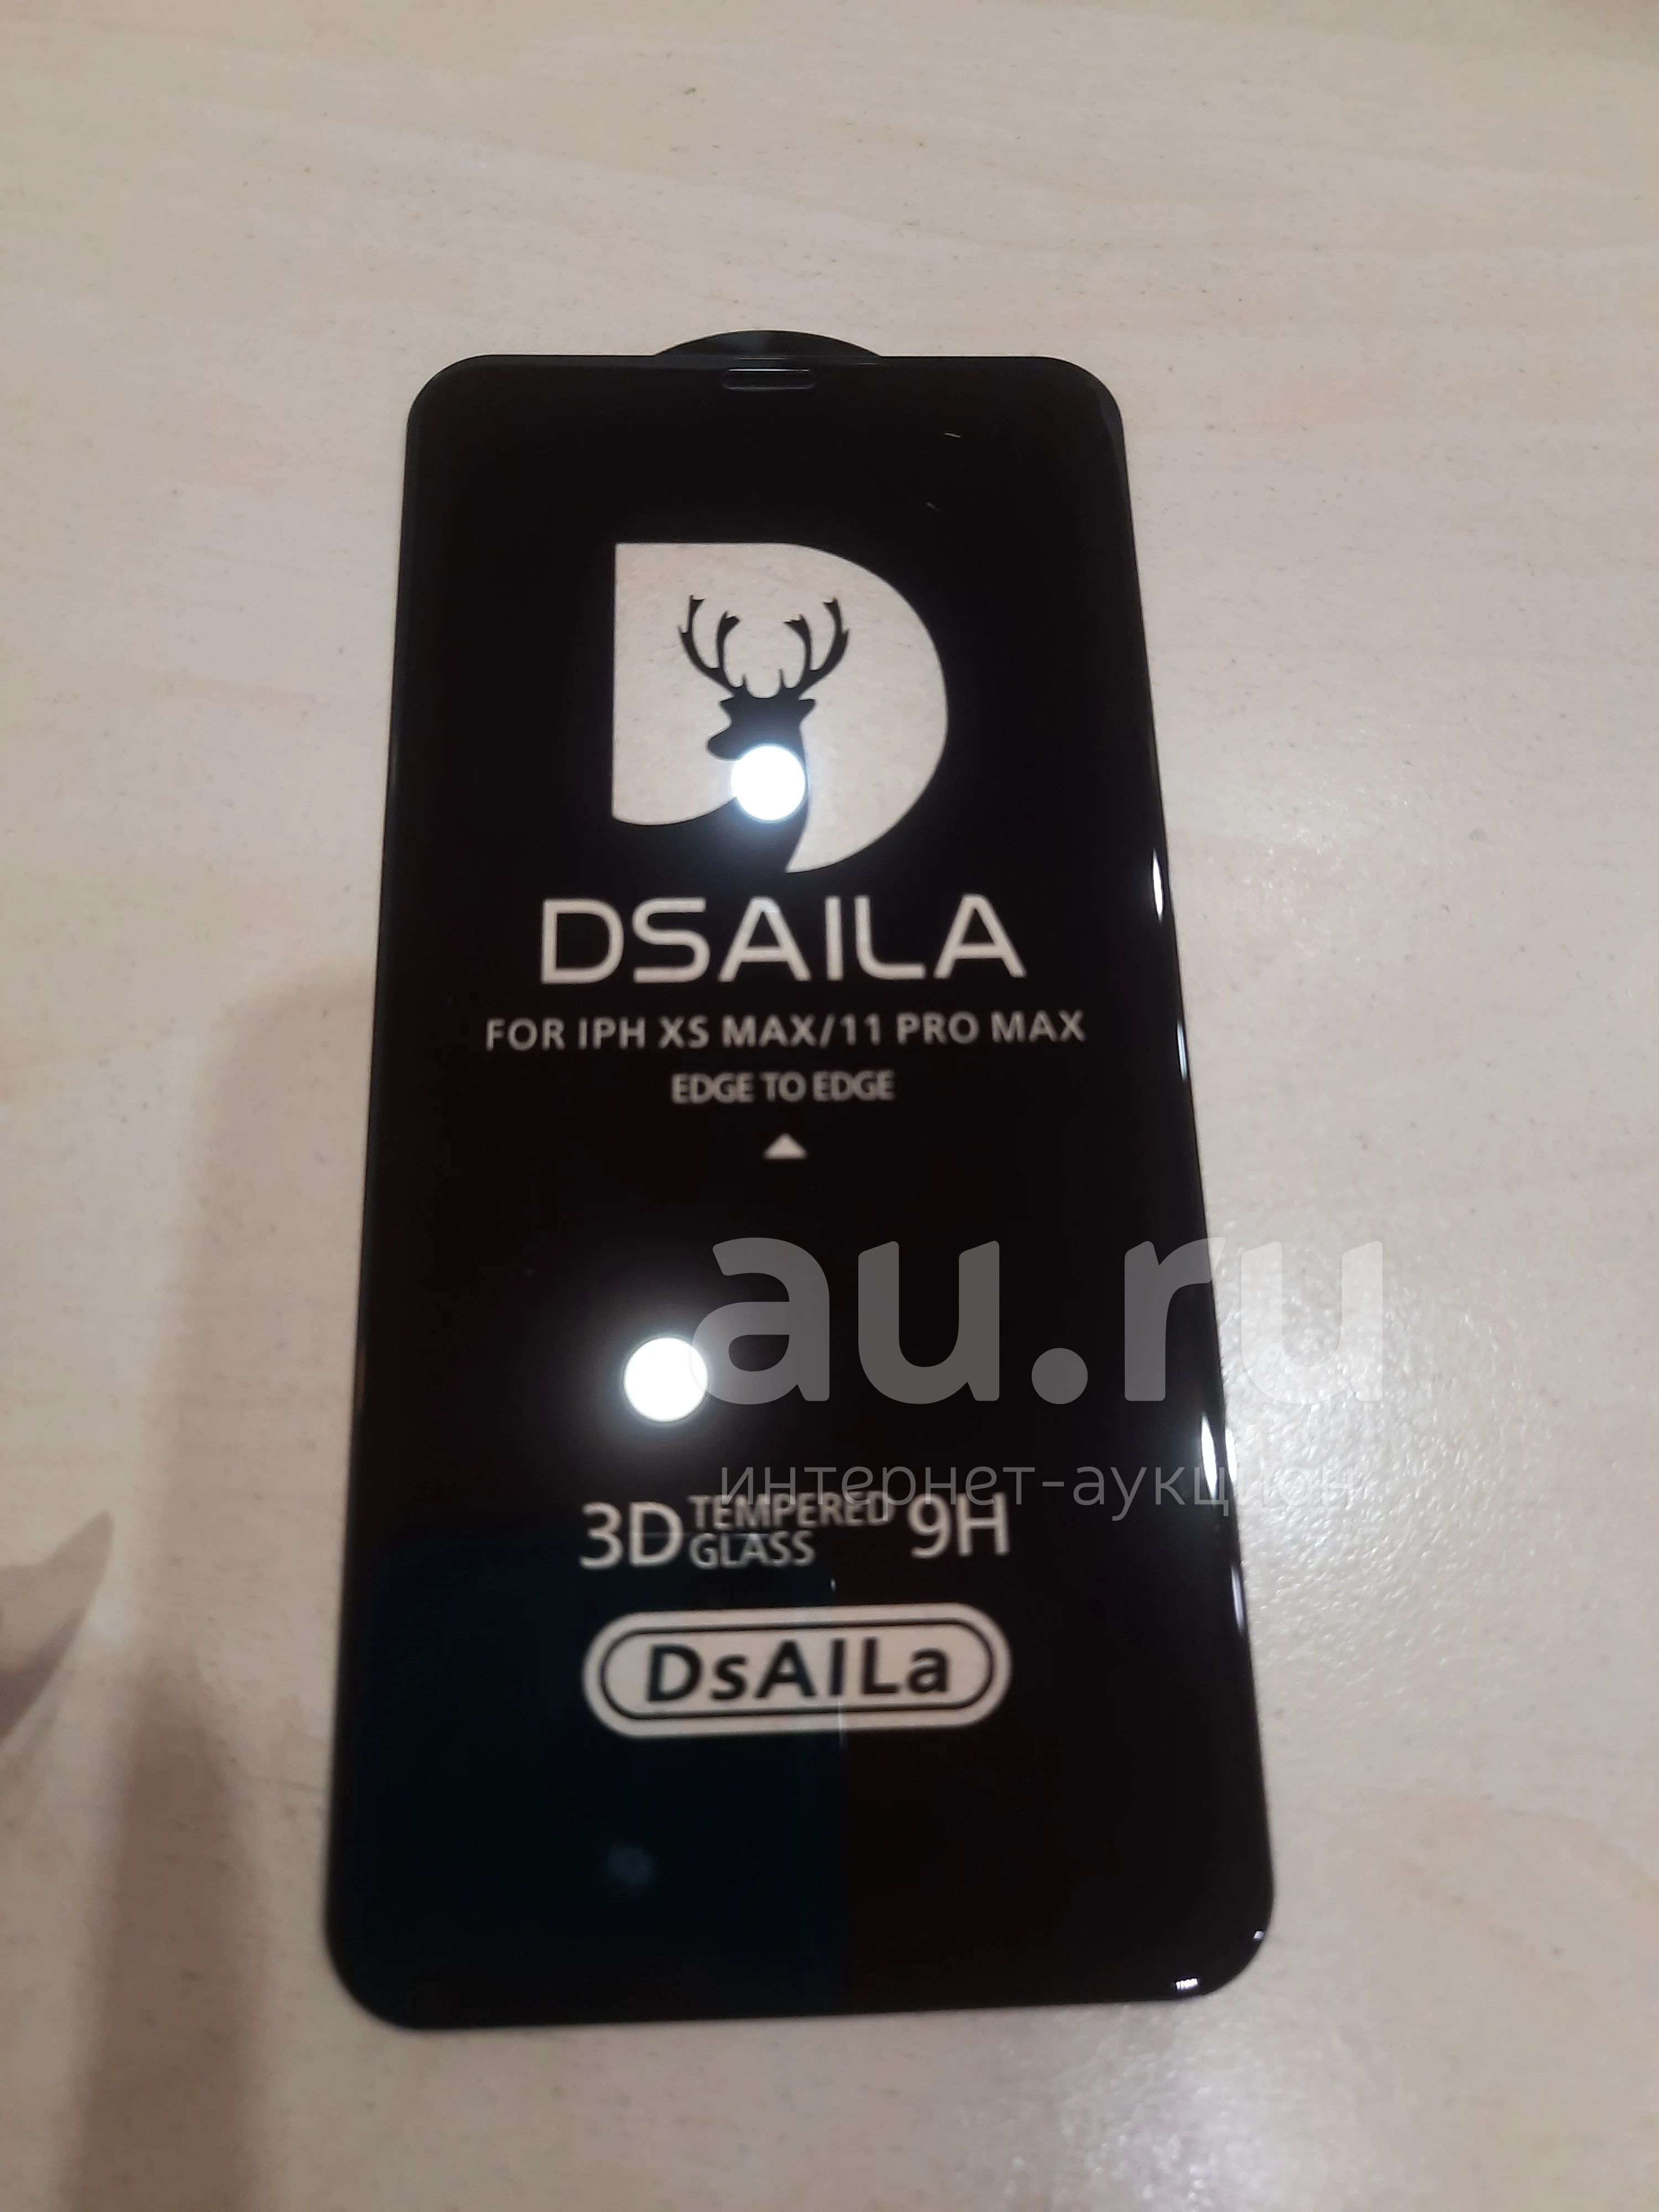 DSAILA
FOR IPH XS MAX/11 PRO MAX
EDGE TO EDGE
au.ru
интернет-аукцион
3D TEMPERED GLASS 9H
DsAILa